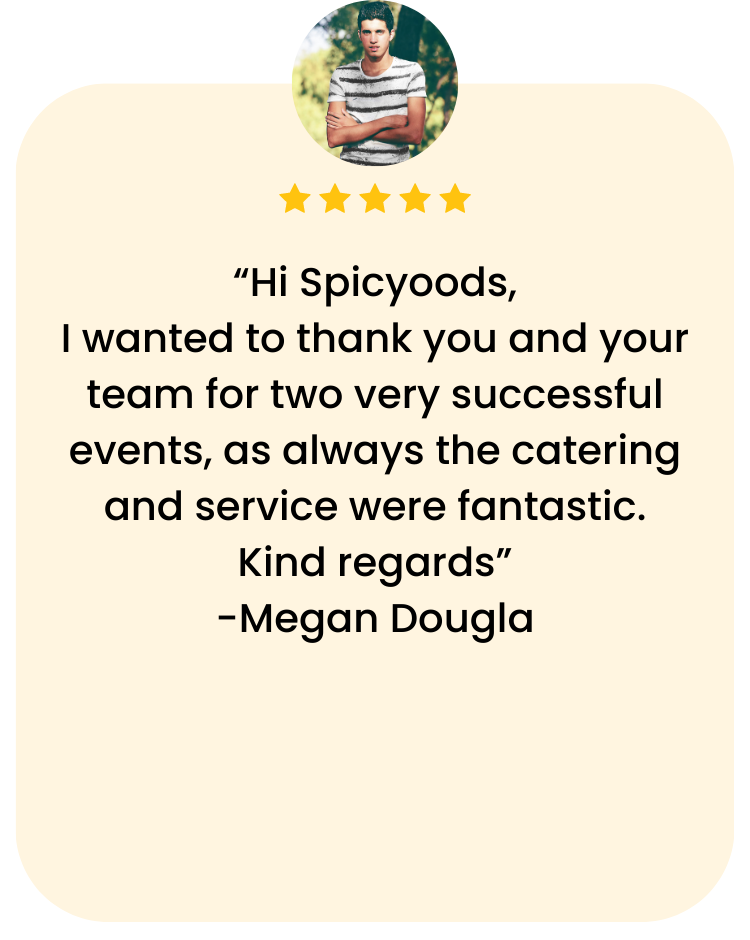 “Hi Spicyoods,
I wanted to thank you and your
team for two very successful
events, as always the catering
and service were fantastic.
Kind regards”
-Megan Dougla